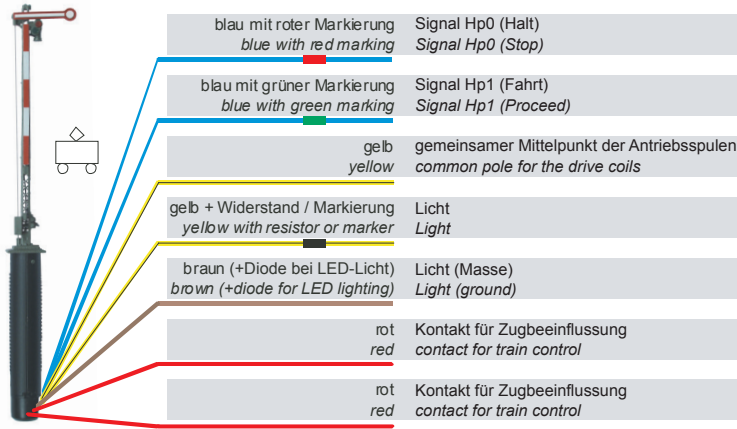 blau mit roter Markierung Signal Hp0 (Halt)
blue with red marking Signal Hp0 (Stop)
blau mit grüner Markierung Signal Hp1 (Fahrt)
blue with green marking Signal Hp1 (Proceed)
gelb gemeinsamer Mittelpunkt der Antriebsspulen
yellow common pole for the drive coils
gelb + Widerstand / Markierung Licht
yellow with resistor or marker Light
braun (+Diode bei LED-Licht) Licht (Masse)
brown (+diode for LED lighting) Light (ground)
rot Kontakt für Zugbeeinflussung
red contact for train control
rot Kontakt für Zugbeeinflussung
red contact for train control